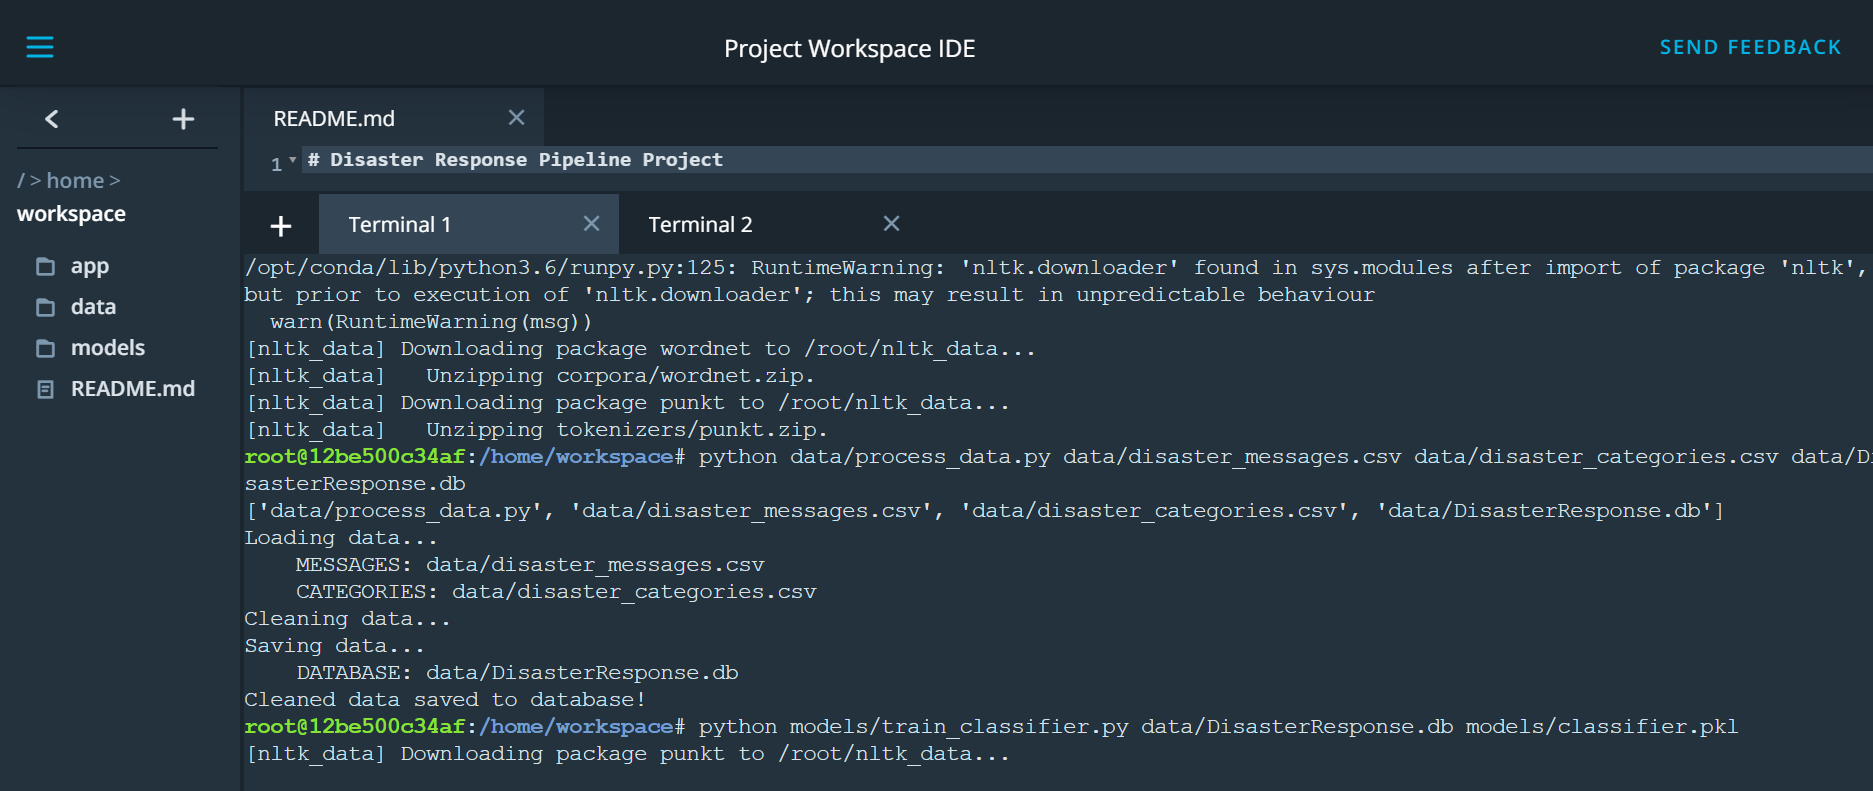 Project Workspace IDE
SEND FEEDBACK
/ > home >
workspace
app
data
models
README.md
README.md
1 # Disaster Response Pipeline Project
Terminal 1
Terminal 2
/opt/conda/lib/python3.6/runpy.py:125: RuntimeWarning: 'nltk.downloader' found in sys.modules after import of package 'nltk',
but prior to execution of 'nltk.downloader'; this may result in unpredictable behaviour
  warn(RuntimeWarning(msg))
[nltk_data] Downloading package wordnet to /root/nltk_data...
[nltk_data]   Unzipping corpora/wordnet.zip.
[nltk_data] Downloading package punkt to /root/nltk_data...
[nltk_data]   Unzipping tokenizers/punkt.zip.
root@12be500c34af:/home/workspace# python data/process_data.py data/disaster_messages.csv data/disaster_categories.csv data/Di
sasterResponse.db
['data/process_data.py', 'data/disaster_messages.csv', 'data/disaster_categories.csv', 'data/DisasterResponse.db']
Loading data...
    MESSAGES: data/disaster_messages.csv
    CATEGORIES: data/disaster_categories.csv
Cleaning data...
Saving data...
    DATABASE: data/DisasterResponse.db
Cleaned data saved to database!
root@12be500c34af:/home/workspace# python models/train_classifier.py data/DisasterResponse.db models/classifier.pkl
[nltk_data] Downloading package punkt to /root/nltk_data...